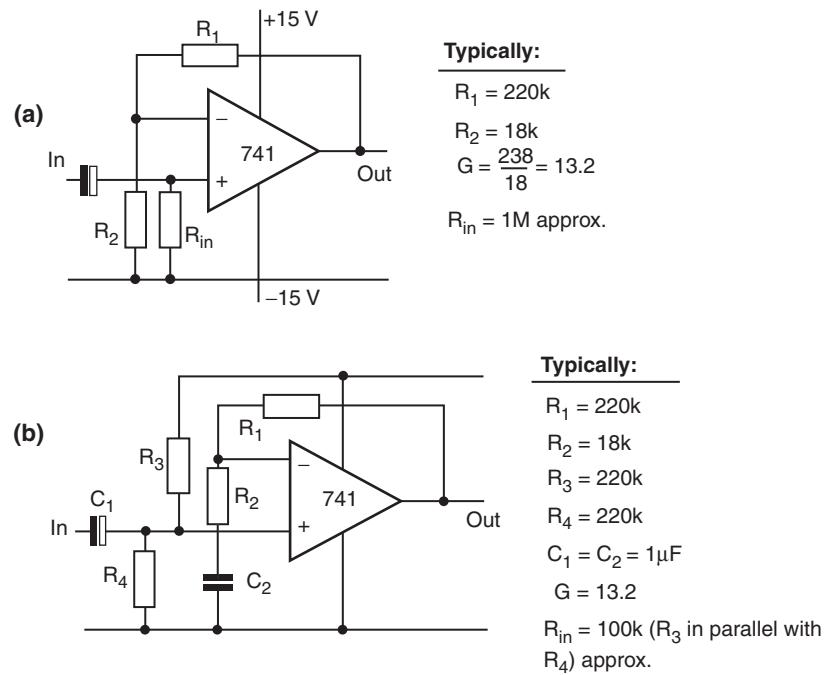 +15 V
R1
(a)
−
741
+
In
Out
R2
Rin
−15 V
Typically:
R1 = 220k
R2 = 18k
G = 238/18 = 13.2
Rin = 1M approx.
(b)
R1
R3
−
741
R2
C1
In
+
Out
R4
C2
Typically:
R1 = 220k
R2 = 18k
R3 = 220k
R4 = 220k
C1 = C2 = 1μF
G = 13.2
Rin = 100k (R3 in parallel with
R4) approx.